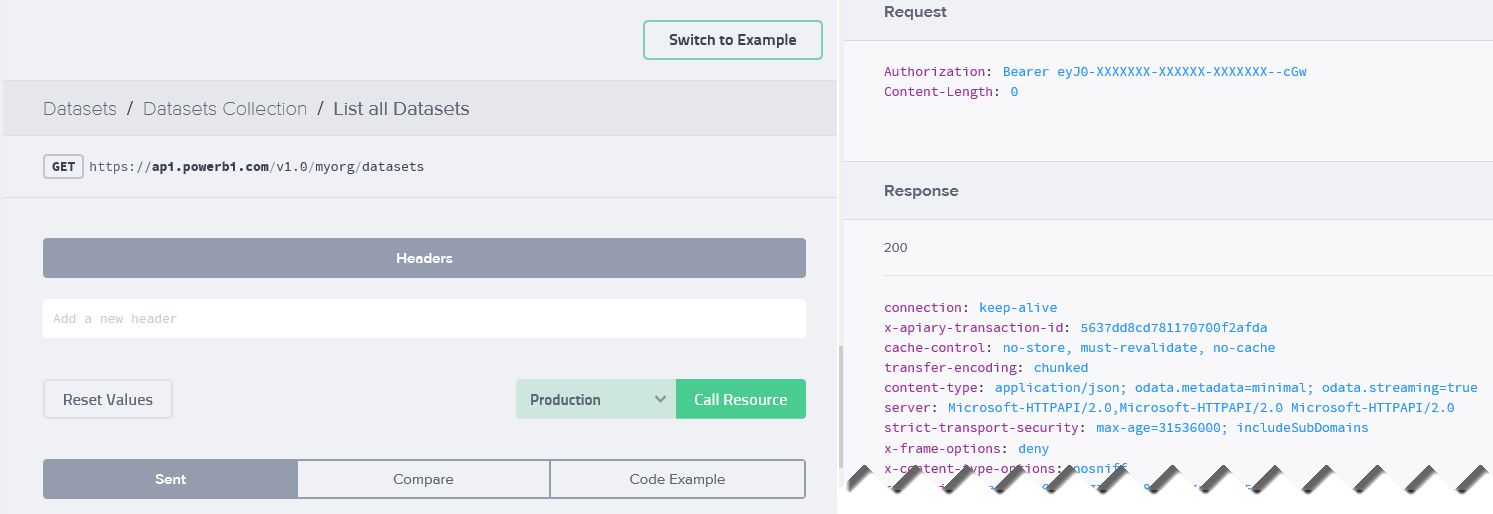 Switch to Example
Datasets / Datasets Collection / List all Datasets
GET https://api.powerbi.com/v1.0/myorg/datasets
Headers
Add a new header
Reset Values
Production
Call Resource
Sent
Compare
Code Example
Request
Authorization: Bearer eyJ0-XXXXXXX-XXXXXX-XXXXXXX--cGw
Content-Length: 0
Response
200
connection: keep-alive
x-apiary-transaction-id: 5637dd8cd781170700f2afda
cache-control: no-store, must-revalidate, no-cache
transfer-encoding: chunked
content-type: application/json; odata.metadata=minimal; odata.streaming=true
server: Microsoft-HTTPAPI/2.0,Microsoft-HTTPAPI/2.0 Microsoft-HTTPAPI/2.0
strict-transport-security: max-age=31536000; includeSubDomains
x-frame-options: deny
x-content-type-options: nosniff